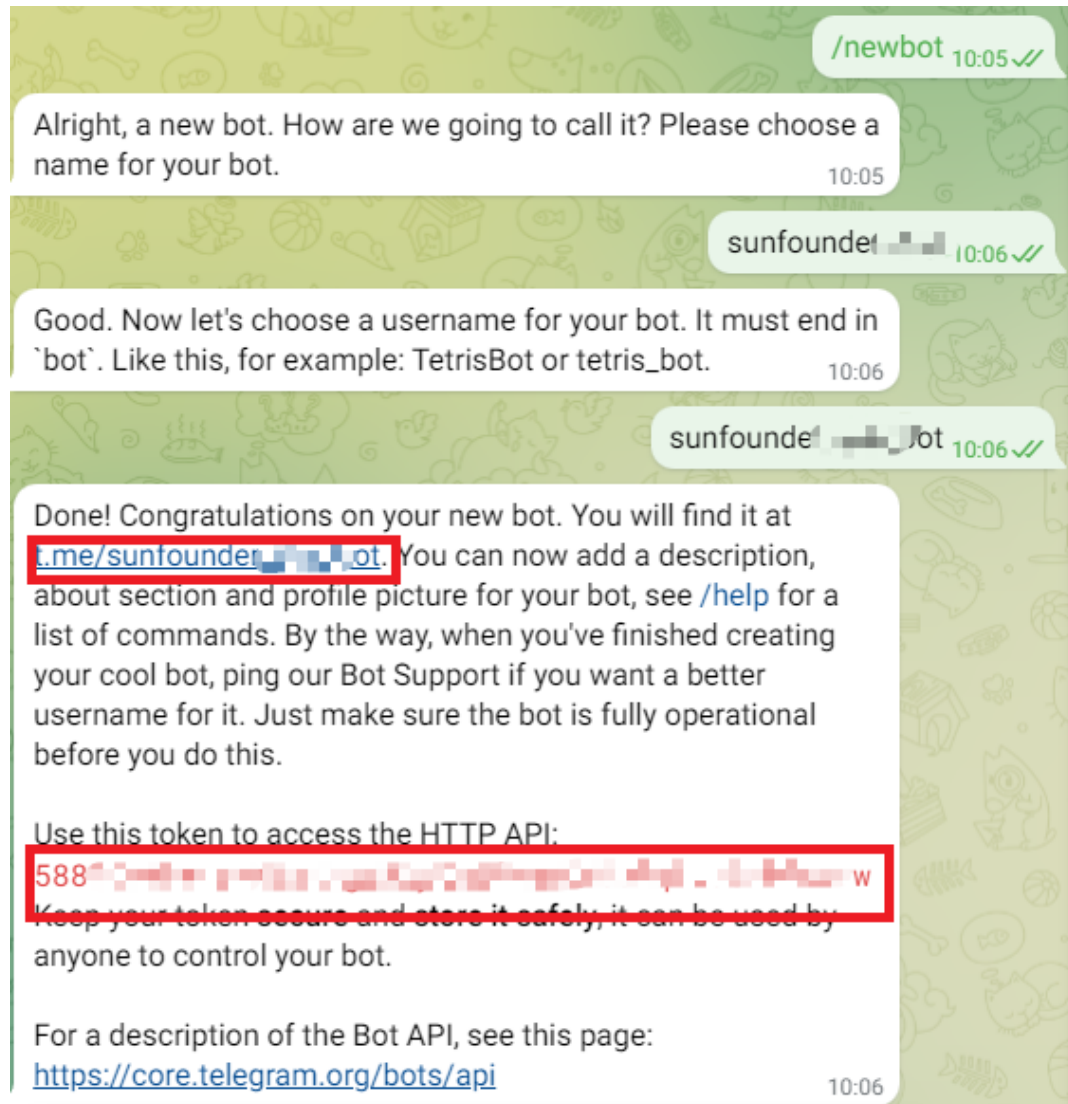 /newbot 10:05
Alright, a new bot. How are we going to call it? Please choose a
name for your bot.
10:05
10:06
Good. Now let's choose a username for your bot. It must end in
`bot`. Like this, for example: TetrisBot or tetris_bot.
10:06
10:06
Done! Congratulations on your new bot. You will find it at
You can now add a description,
about section and profile picture for your bot, see /help for a
list of commands. By the way, when you've finished creating
your cool bot, ping our Bot Support if you want a better
username for it. Just make sure the bot is fully operational
before you do this.
Use this token to access the HTTP API:
Keep your token secure and store it safely, it can be used by
anyone to control your bot.
For a description of the Bot API, see this page:
https://core.telegram.org/bots/api
10:06